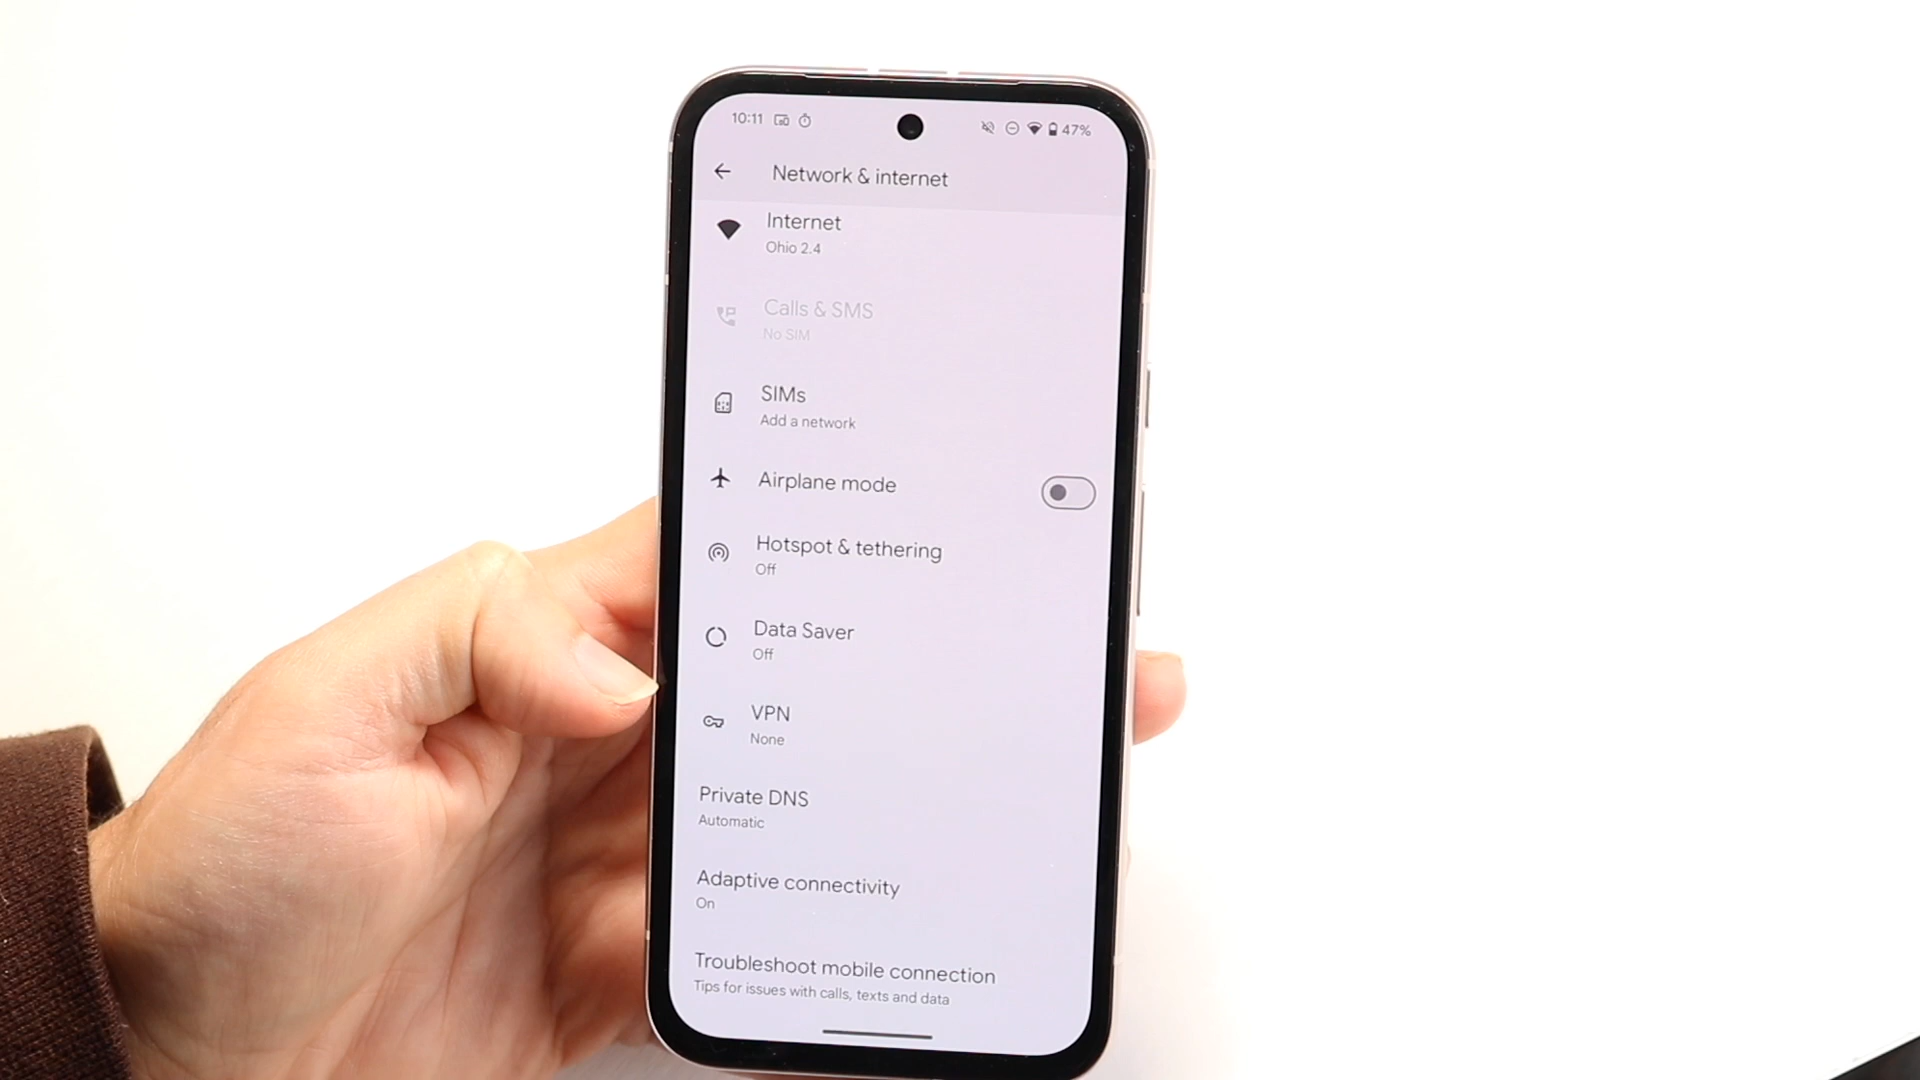 10:11 47%
Network & internet
Internet
Ohio 2.4
Calls & SMS
No SIM
SIMs
Add a network
Airplane mode
Hotspot & tethering
Off
Data Saver
Off
VPN
None
Private DNS
Automatic
Adaptive connectivity
On
Troubleshoot mobile connection
Tips for issues with calls, texts and data